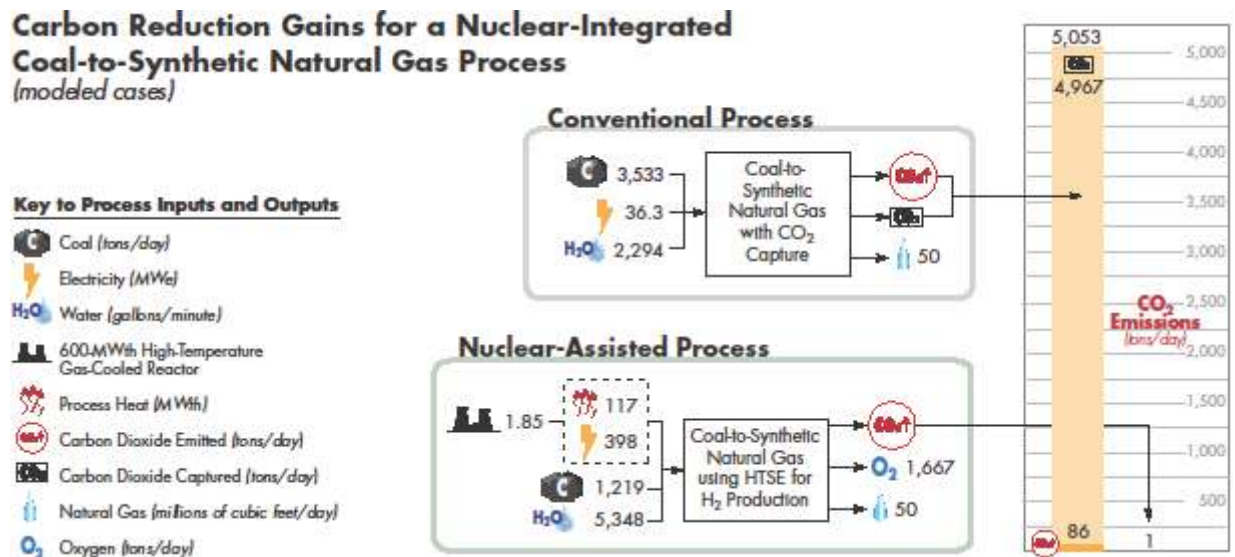 Carbon Reduction Gains for a Nuclear-Integrated
Coal-to-Synthetic Natural Gas Process
(modeled cases)
Key to Process Inputs and Outputs
C Coal (tons/day)
Electricity (MWe)
H₂O Water (gallons/minute)
600-MWth High-Temperature
Gas-Cooled Reactor
Process Heat (MWth)
CO₂↑ Carbon Dioxide Emitted (tons/day)
CO₂ Carbon Dioxide Captured (tons/day)
Natural Gas (millions of cubic feet/day)
O₂ Oxygen (tons/day)
Conventional Process
C 3,533
36.3
H₂O 2,294
Coal-to-
Synthetic
Natural Gas
with CO₂
Capture
CO₂↑
CO₂
50
Nuclear-Assisted Process
1.85
117
398
C 1,219
H₂O 5,348
Coal-to-Synthetic
Natural Gas
using HTSE for
H₂ Production
CO₂↑
O₂ 1,667
50
5,053
CO₂
4,967
5,000
4,500
4,000
3,500
3,000
2,500
2,000
1,500
1,000
500
CO₂
Emissions
(tons/day)
CO₂↑ 86
1